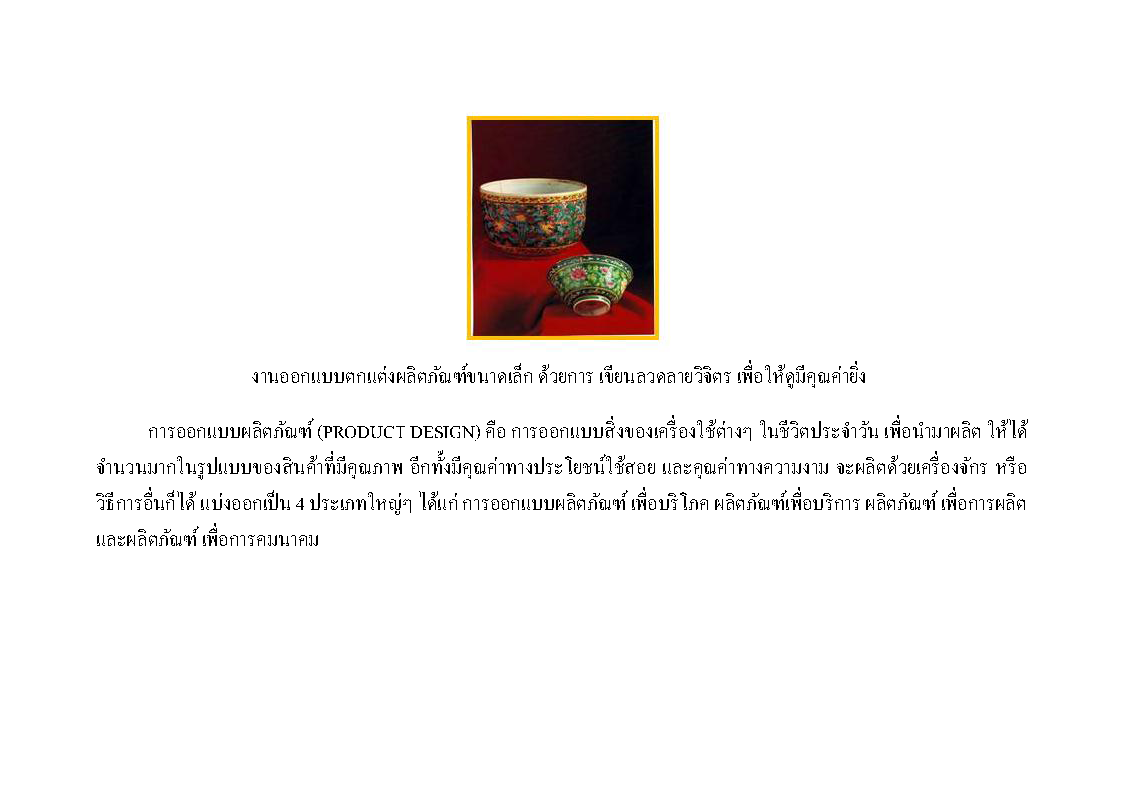 งานออกแบบตกแต่งผลิตภัณฑ์ขนาดเล็ก ด้วยการ เขียนลวดลายวิจิตร เพื่อให้ดูมีคุณค่ายิ่ง
การออกแบบผลิตภัณฑ์ (PRODUCT DESIGN) คือ การออกแบบสิ่งของเครื่องใช้ต่างๆ ในชีวิตประจำวัน เพื่อนำมาผลิต ให้ได้
จำนวนมากในรูปแบบของสินค้าที่มีคุณภาพ อีกทั้งมีคุณค่าทางประโยชน์ใช้สอย และคุณค่าทางความงาม จะผลิตด้วยเครื่องจักร หรือ
วิธีการอื่นก็ได้ แบ่งออกเป็น 4 ประเภทใหญ่ๆ ได้แก่ การออกแบบผลิตภัณฑ์ เพื่อบริโภค ผลิตภัณฑ์เพื่อบริการ ผลิตภัณฑ์ เพื่อการผลิต
และผลิตภัณฑ์ เพื่อการคมนาคม